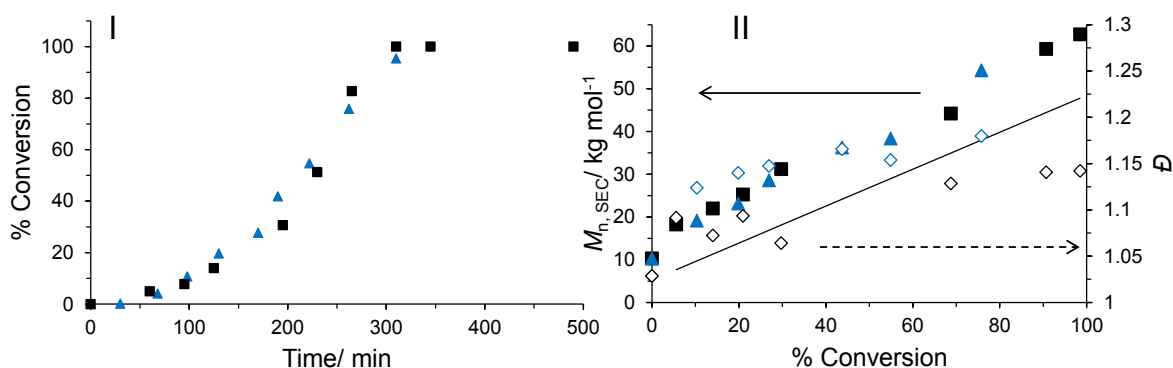 I
% Conversion
100
80
60
40
20
0
0 100 200 300 400 500
Time/ min
II
M n, SEC/ kg mol-1
60
50
40
30
20
10
0
0 20 40 60 80 100
% Conversion
1.3
1.25
1.2
1.15
1.1
1.05
1
Đ